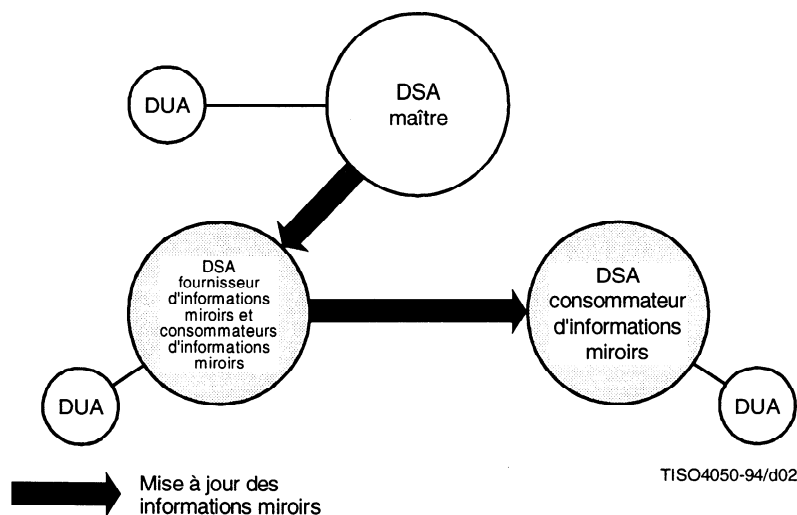 DUA
DSA
maître
DSA
fournisseur
d'informations
miroirs et
consommateurs
d'informations
miroirs
DSA
consommateur
d'informations
miroirs
DUA
DUA
Mise à jour des
informations miroirs
TISO4050-94/d02